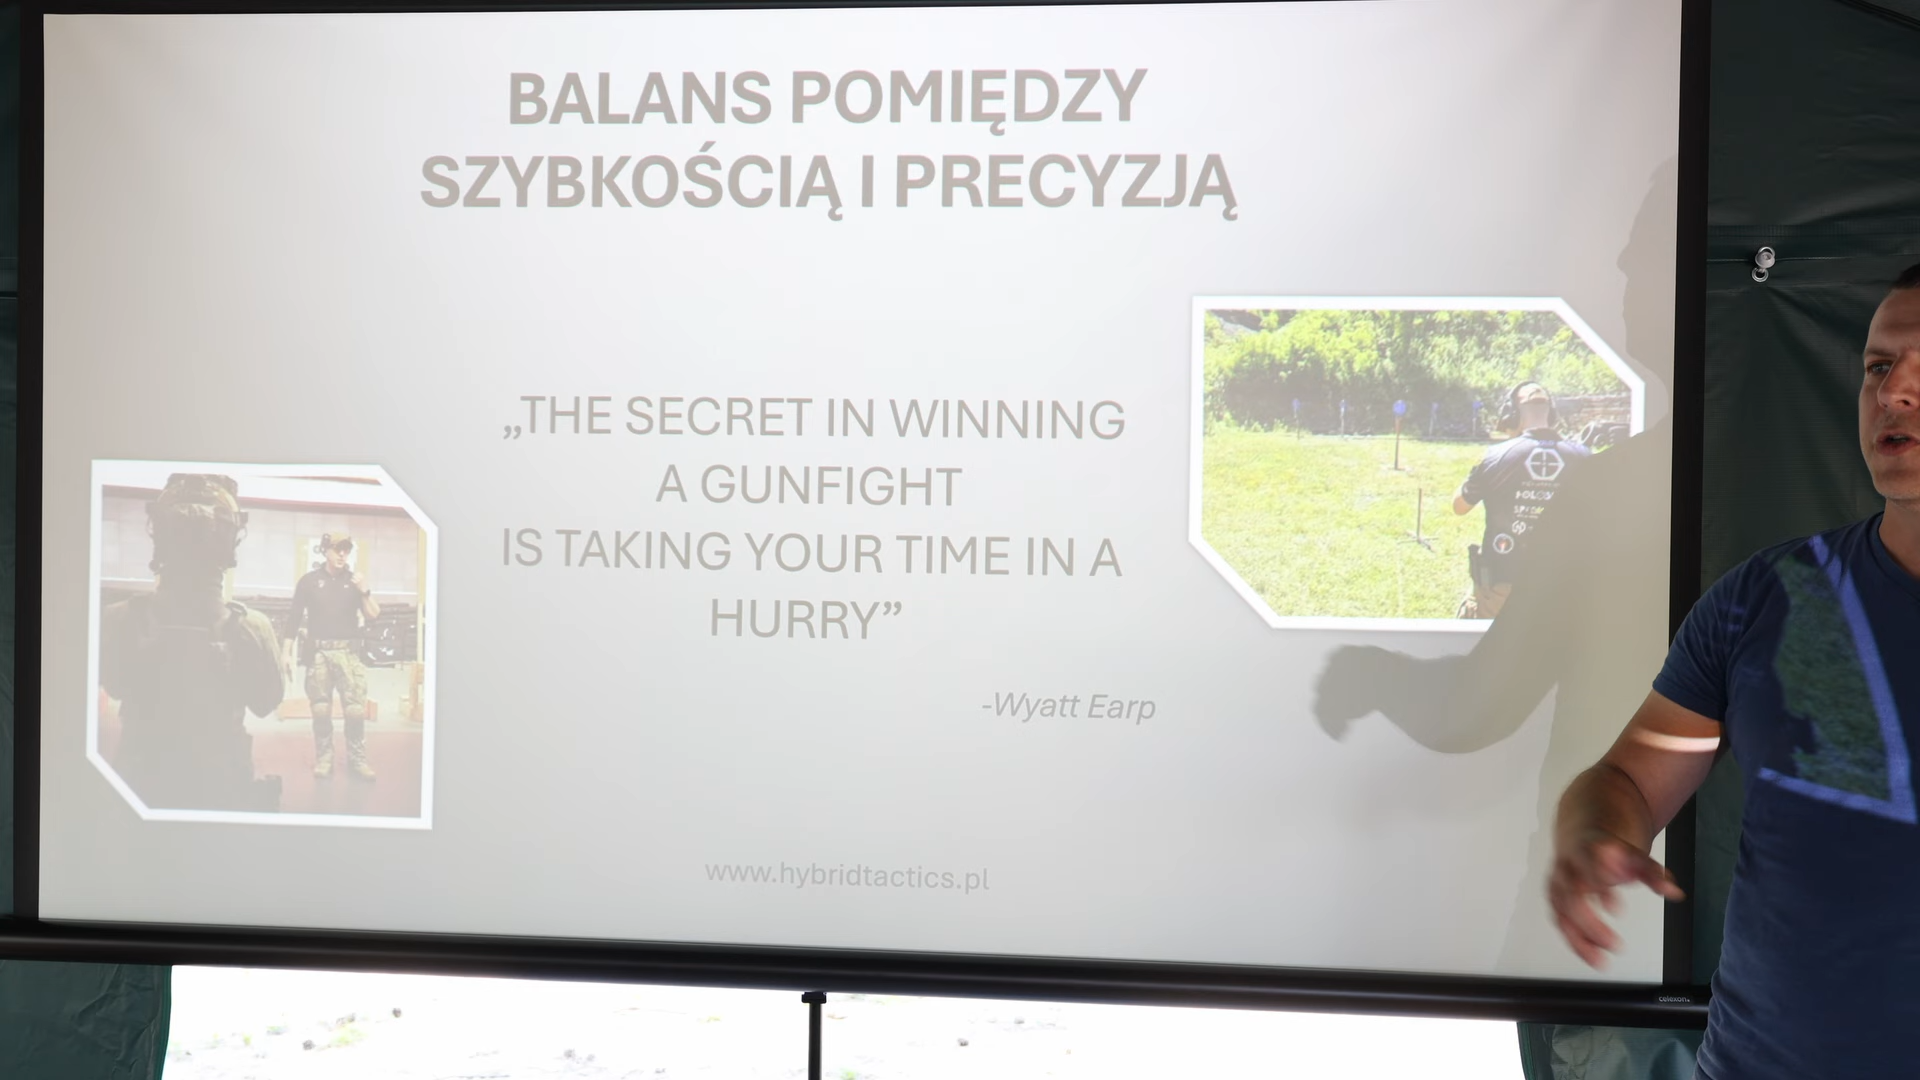 BALANS POMIĘDZY
SZYBKOŚCIĄ I PRECYZJĄ
„THE SECRET IN WINNING
A GUNFIGHT
IS TAKING YOUR TIME IN A
HURRY”
-Wyatt Earp
www.hybridtactics.pl
celexon